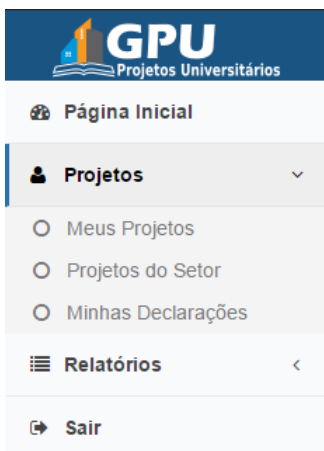 GPU
Projetos Universitários
Página Inicial
Projetos
Meus Projetos
Projetos do Setor
Minhas Declarações
Relatórios
Sair